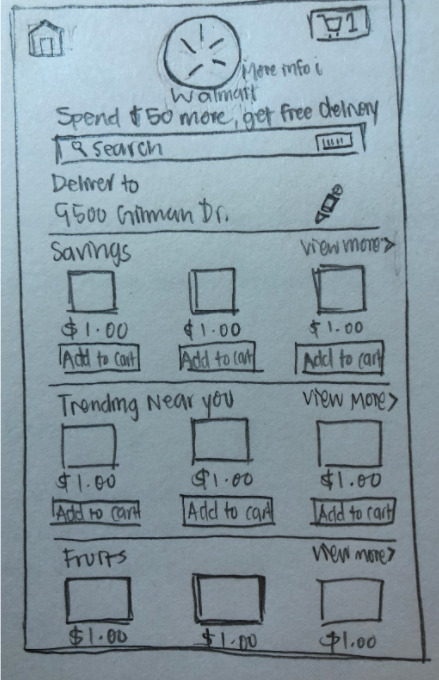 1
More info i
Walmart
Spend $50 more, get free delivery
Search
Deliver to
9500 Gilman Dr.
Savings View more>
$1.00 $1.00 $1.00
Add to cart Add to cart Add to cart
Trending Near you View More>
$1.00 $1.00 $1.00
Add to cart Add to cart Add to cart
Fruits View more>
$1.00 $1.00 $1.00